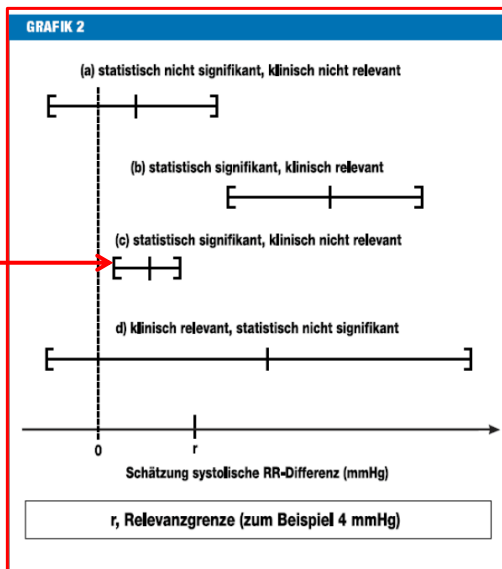 GRAFIK 2
(a) statistisch nicht signifikant, klinisch nicht relevant
(b) statistisch signifikant, klinisch relevant
(c) statistisch signifikant, klinisch nicht relevant
d) klinisch relevant, statistisch nicht signifikant
0
r
Schätzung systolische RR-Differenz (mmHg)
r, Relevanzgrenze (zum Beispiel 4 mmHg)